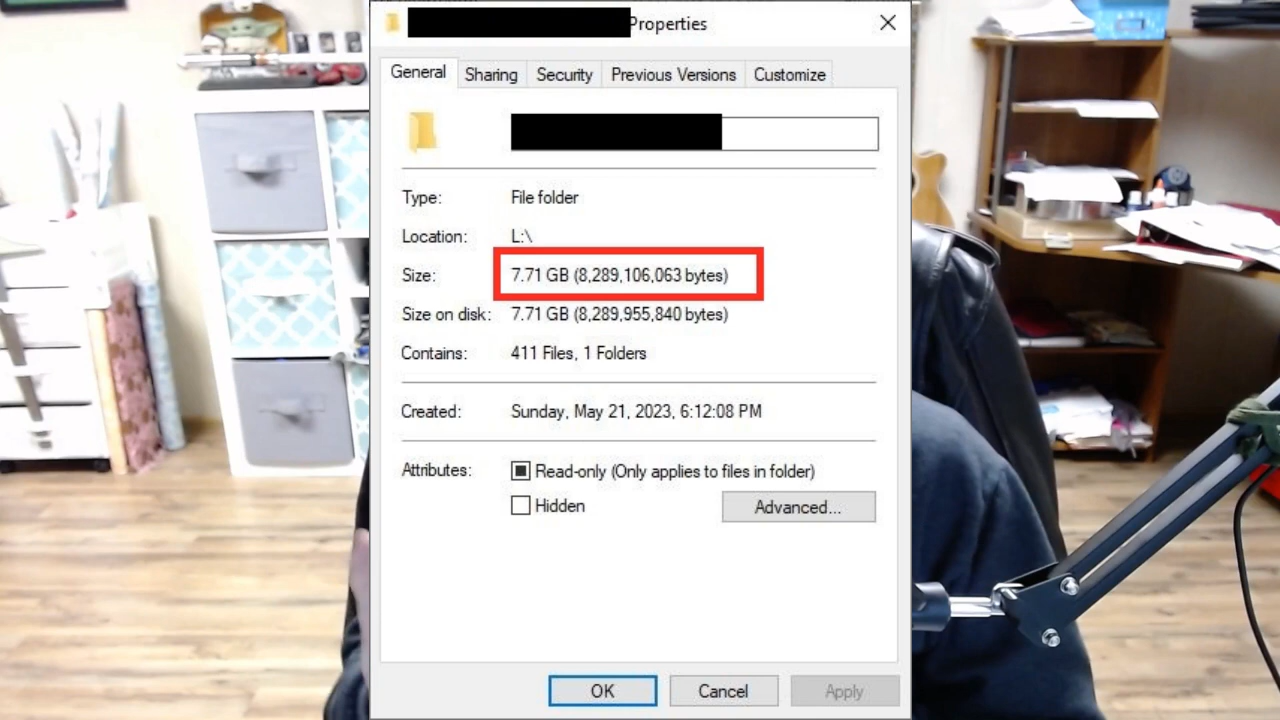 Properties
General Sharing Security Previous Versions Customize
Type: File folder
Location: L:\
Size: 7.71 GB (8,289,106,063 bytes)
Size on disk: 7.71 GB (8,289,955,840 bytes)
Contains: 411 Files, 1 Folders
Created: Sunday, May 21, 2023, 6:12:08 PM
Attributes: Read-only (Only applies to files in folder)
Hidden Advanced...
OK Cancel Apply